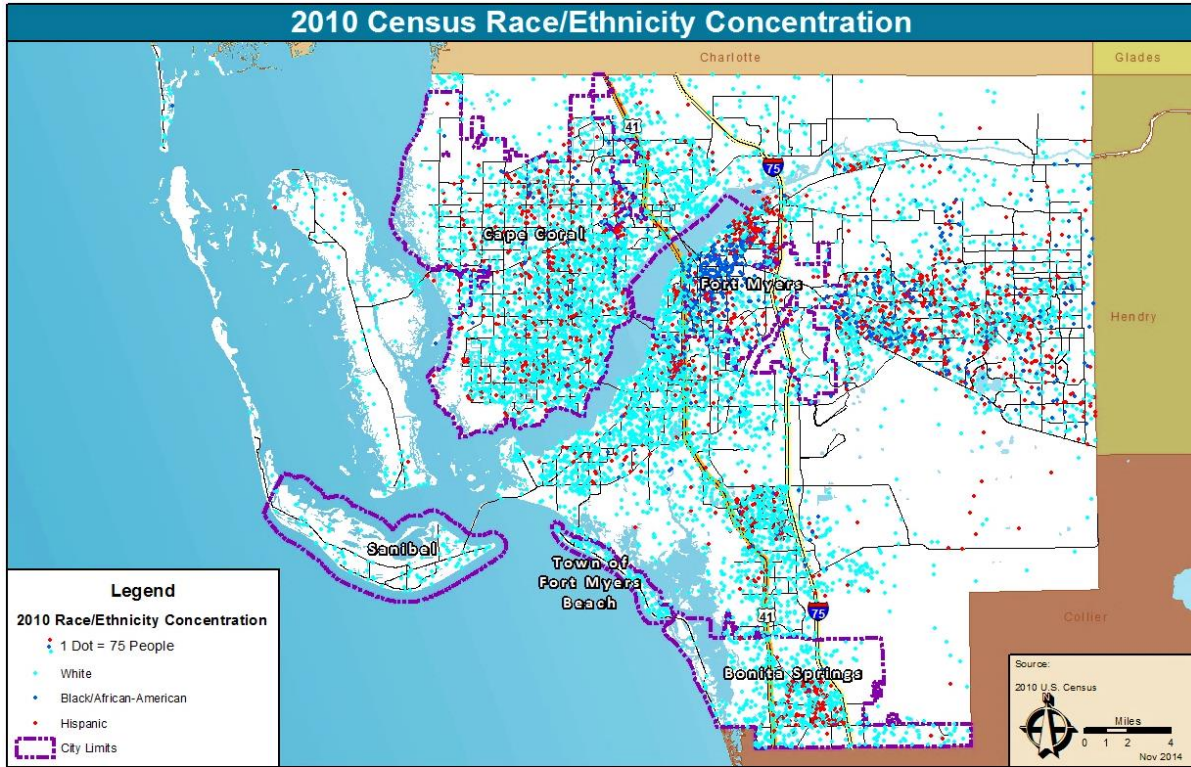 2010 Census Race/Ethnicity Concentration
Charlotte
Glades
41
75
Cape Coral
Fort Myers
Hendry
Sanibel
Town of
Fort Myers
Beach
41
75
Collier
Bonita Springs
Legend
2010 Race/Ethnicity Concentration
1 Dot = 75 People
White
Black/African-American
Hispanic
City Limits
Source:
2010 U.S. Census
N
Miles
0 1 2 4
Nov 2014